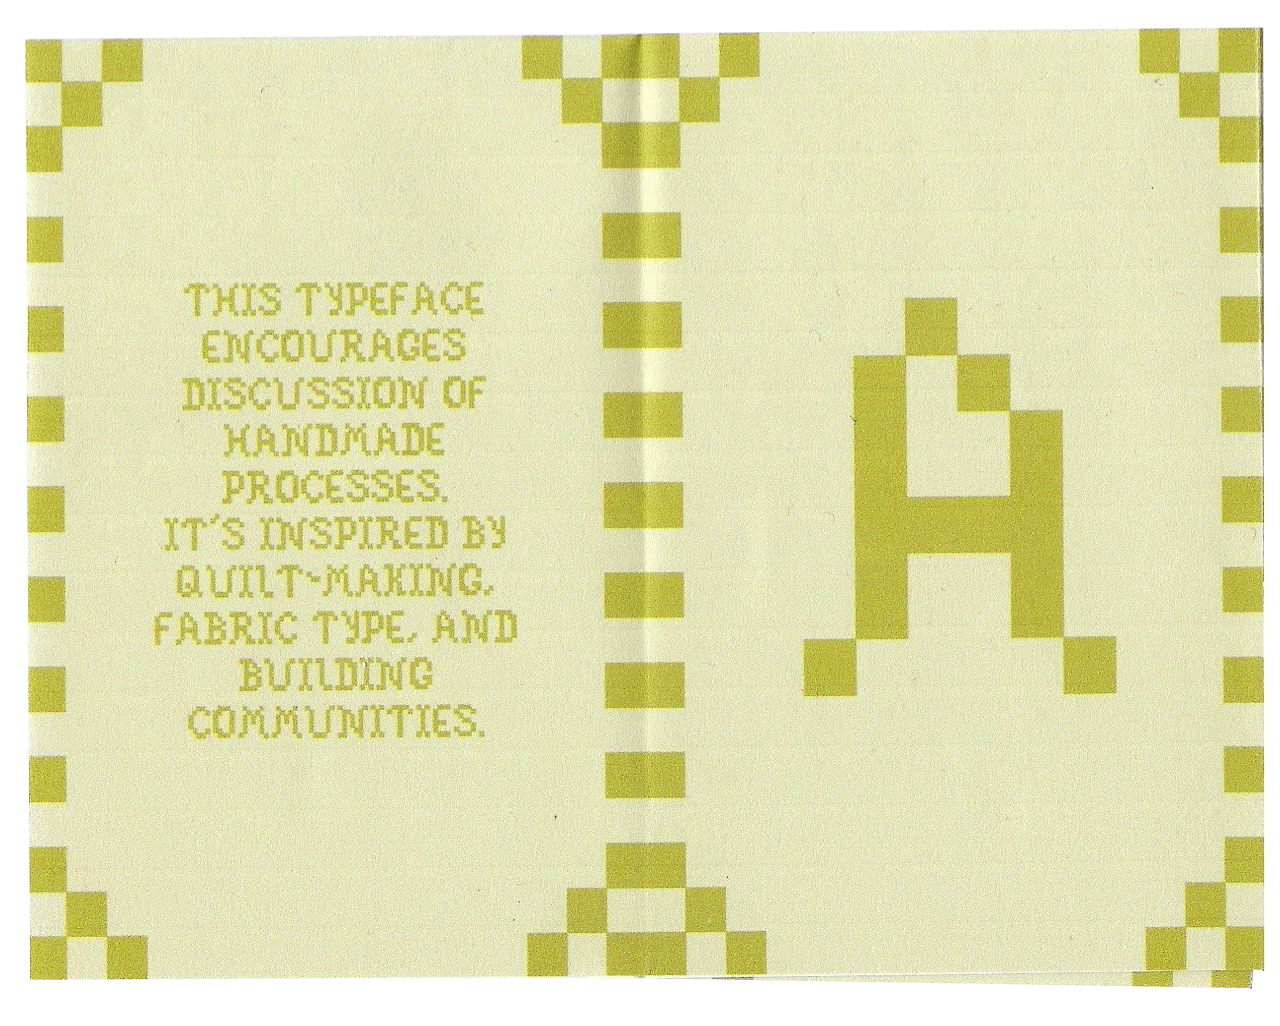 THIS TYPEFACE
ENCOURAGES
DISCUSSION OF
HANDMADE
PROCESSES.
IT'S INSPIRED BY
QUILT-MAKING,
FABRIC TYPE, AND
BUILDING
COMMUNITIES.
A